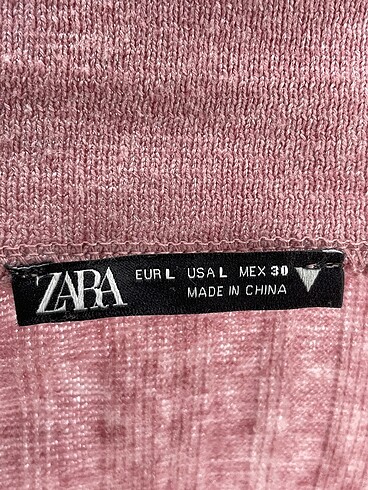 ZARA
EUR L USA L MEX 30
MADE IN CHINA